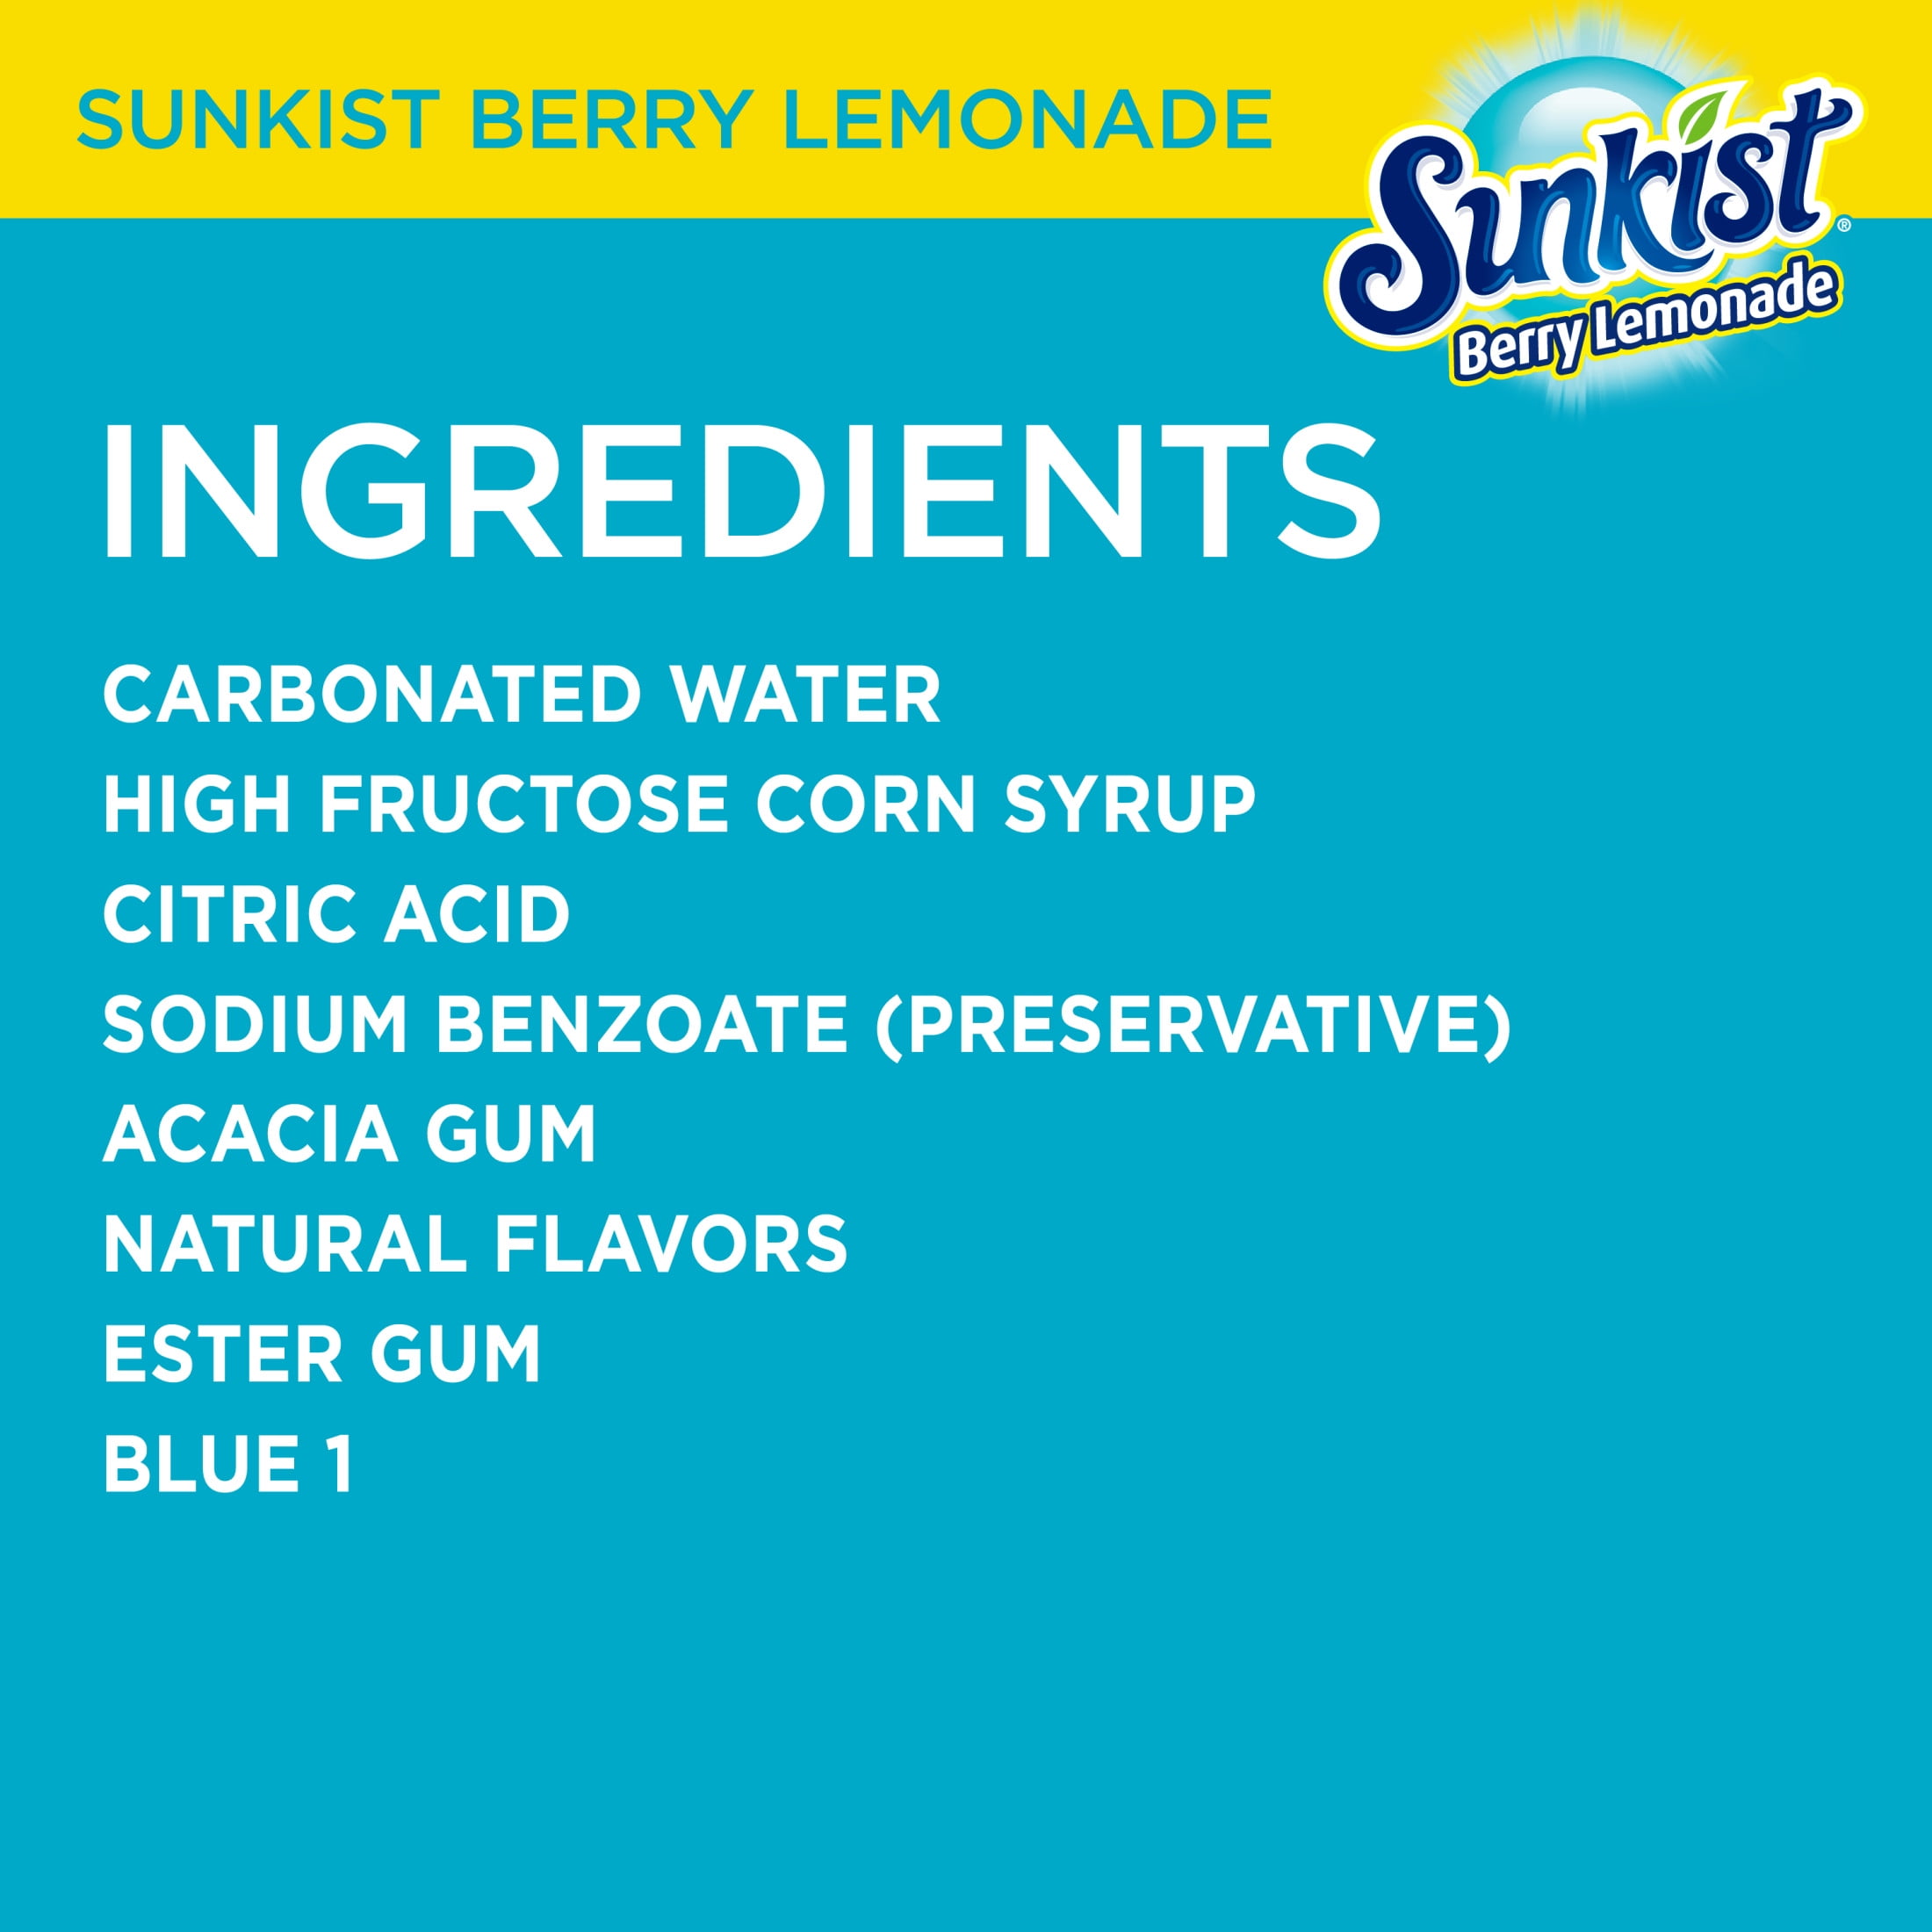 SUNKIST BERRY LEMONADE
Sunkist®
Berry Lemonade
INGREDIENTS
CARBONATED WATER
HIGH FRUCTOSE CORN SYRUP
CITRIC ACID
SODIUM BENZOATE (PRESERVATIVE)
ACACIA GUM
NATURAL FLAVORS
ESTER GUM
BLUE 1